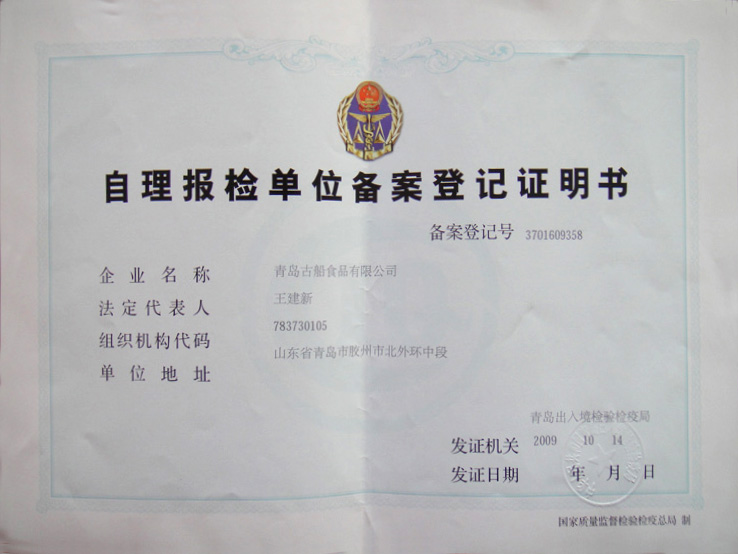 自理报检单位备案登记证明书
备案登记号 3701609358
企业名称 青岛古船食品有限公司
法定代表人 王建新
组织机构代码 783730105
单位地址 山东省青岛市胶州市北外环中段
青岛出入境检验检疫局
发证机关 2009 10 14
发证日期 年 月 日
国家质量监督检验检疫总局 制